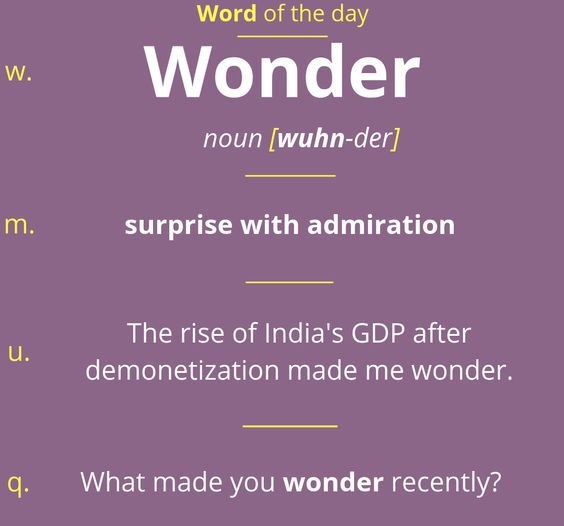 Word of the day
w. Wonder
noun [wuhn-der]
m. surprise with admiration
The rise of India's GDP after
u.
demonetization made me wonder.
q. What made you wonder recently?